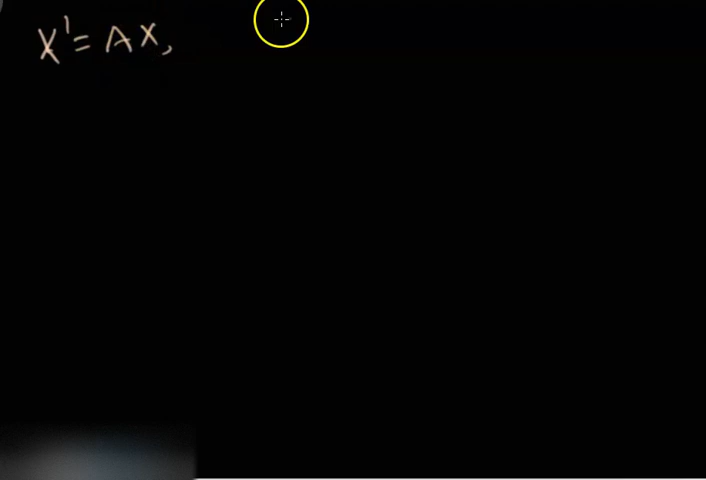 X' = AX,